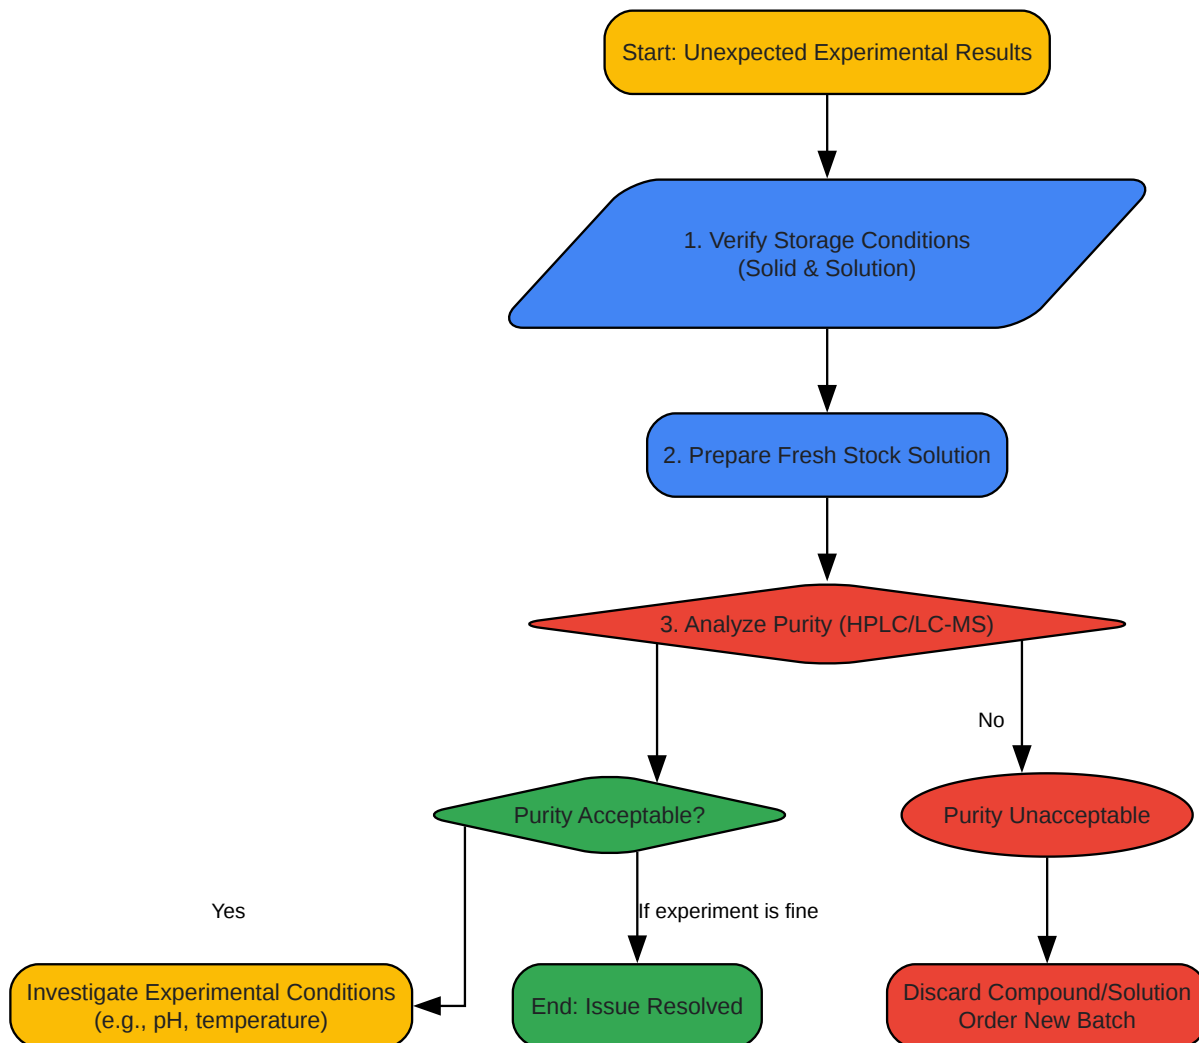 Start: Unexpected Experimental Results
1. Verify Storage Conditions
(Solid & Solution)
2. Prepare Fresh Stock Solution
3. Analyze Purity (HPLC/LC-MS)
No
Purity Acceptable?
Purity Unacceptable
Yes
If experiment is fine
Investigate Experimental Conditions
(e.g., pH, temperature)
End: Issue Resolved
Discard Compound/Solution
Order New Batch